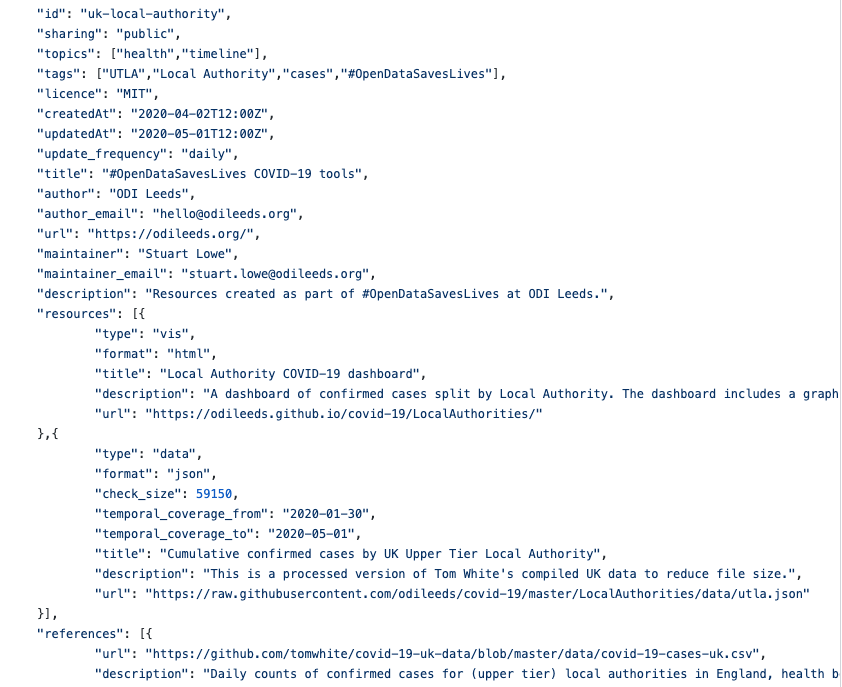 "id": "uk-local-authority",
"sharing": "public",
"topics": ["health","timeline"],
"tags": ["UTLA","Local Authority","cases","#OpenDataSavesLives"],
"licence": "MIT",
"createdAt": "2020-04-02T12:00Z",
"updatedAt": "2020-05-01T12:00Z",
"update_frequency": "daily",
"title": "#OpenDataSavesLives COVID-19 tools",
"author": "ODI Leeds",
"author_email": "hello@odileeds.org",
"url": "https://odileeds.org/",
"maintainer": "Stuart Lowe",
"maintainer_email": "stuart.lowe@odileeds.org",
"description": "Resources created as part of #OpenDataSavesLives at ODI Leeds.",
"resources": [{
"type": "vis",
"format": "html",
"title": "Local Authority COVID-19 dashboard",
"description": "A dashboard of confirmed cases split by Local Authority. The dashboard includes a graph
"url": "https://odileeds.github.io/covid-19/LocalAuthorities/"
},{
"type": "data",
"format": "json",
"check_size": 59150,
"temporal_coverage_from": "2020-01-30",
"temporal_coverage_to": "2020-05-01",
"title": "Cumulative confirmed cases by UK Upper Tier Local Authority",
"description": "This is a processed version of Tom White's compiled UK data to reduce file size.",
"url": "https://raw.githubusercontent.com/odileeds/covid-19/master/LocalAuthorities/data/utla.json"
}],
"references": [{
"url": "https://github.com/tomwhite/covid-19-uk-data/blob/master/data/covid-19-cases-uk.csv",
"description": "Daily counts of confirmed cases for (upper tier) local authorities in England, health b